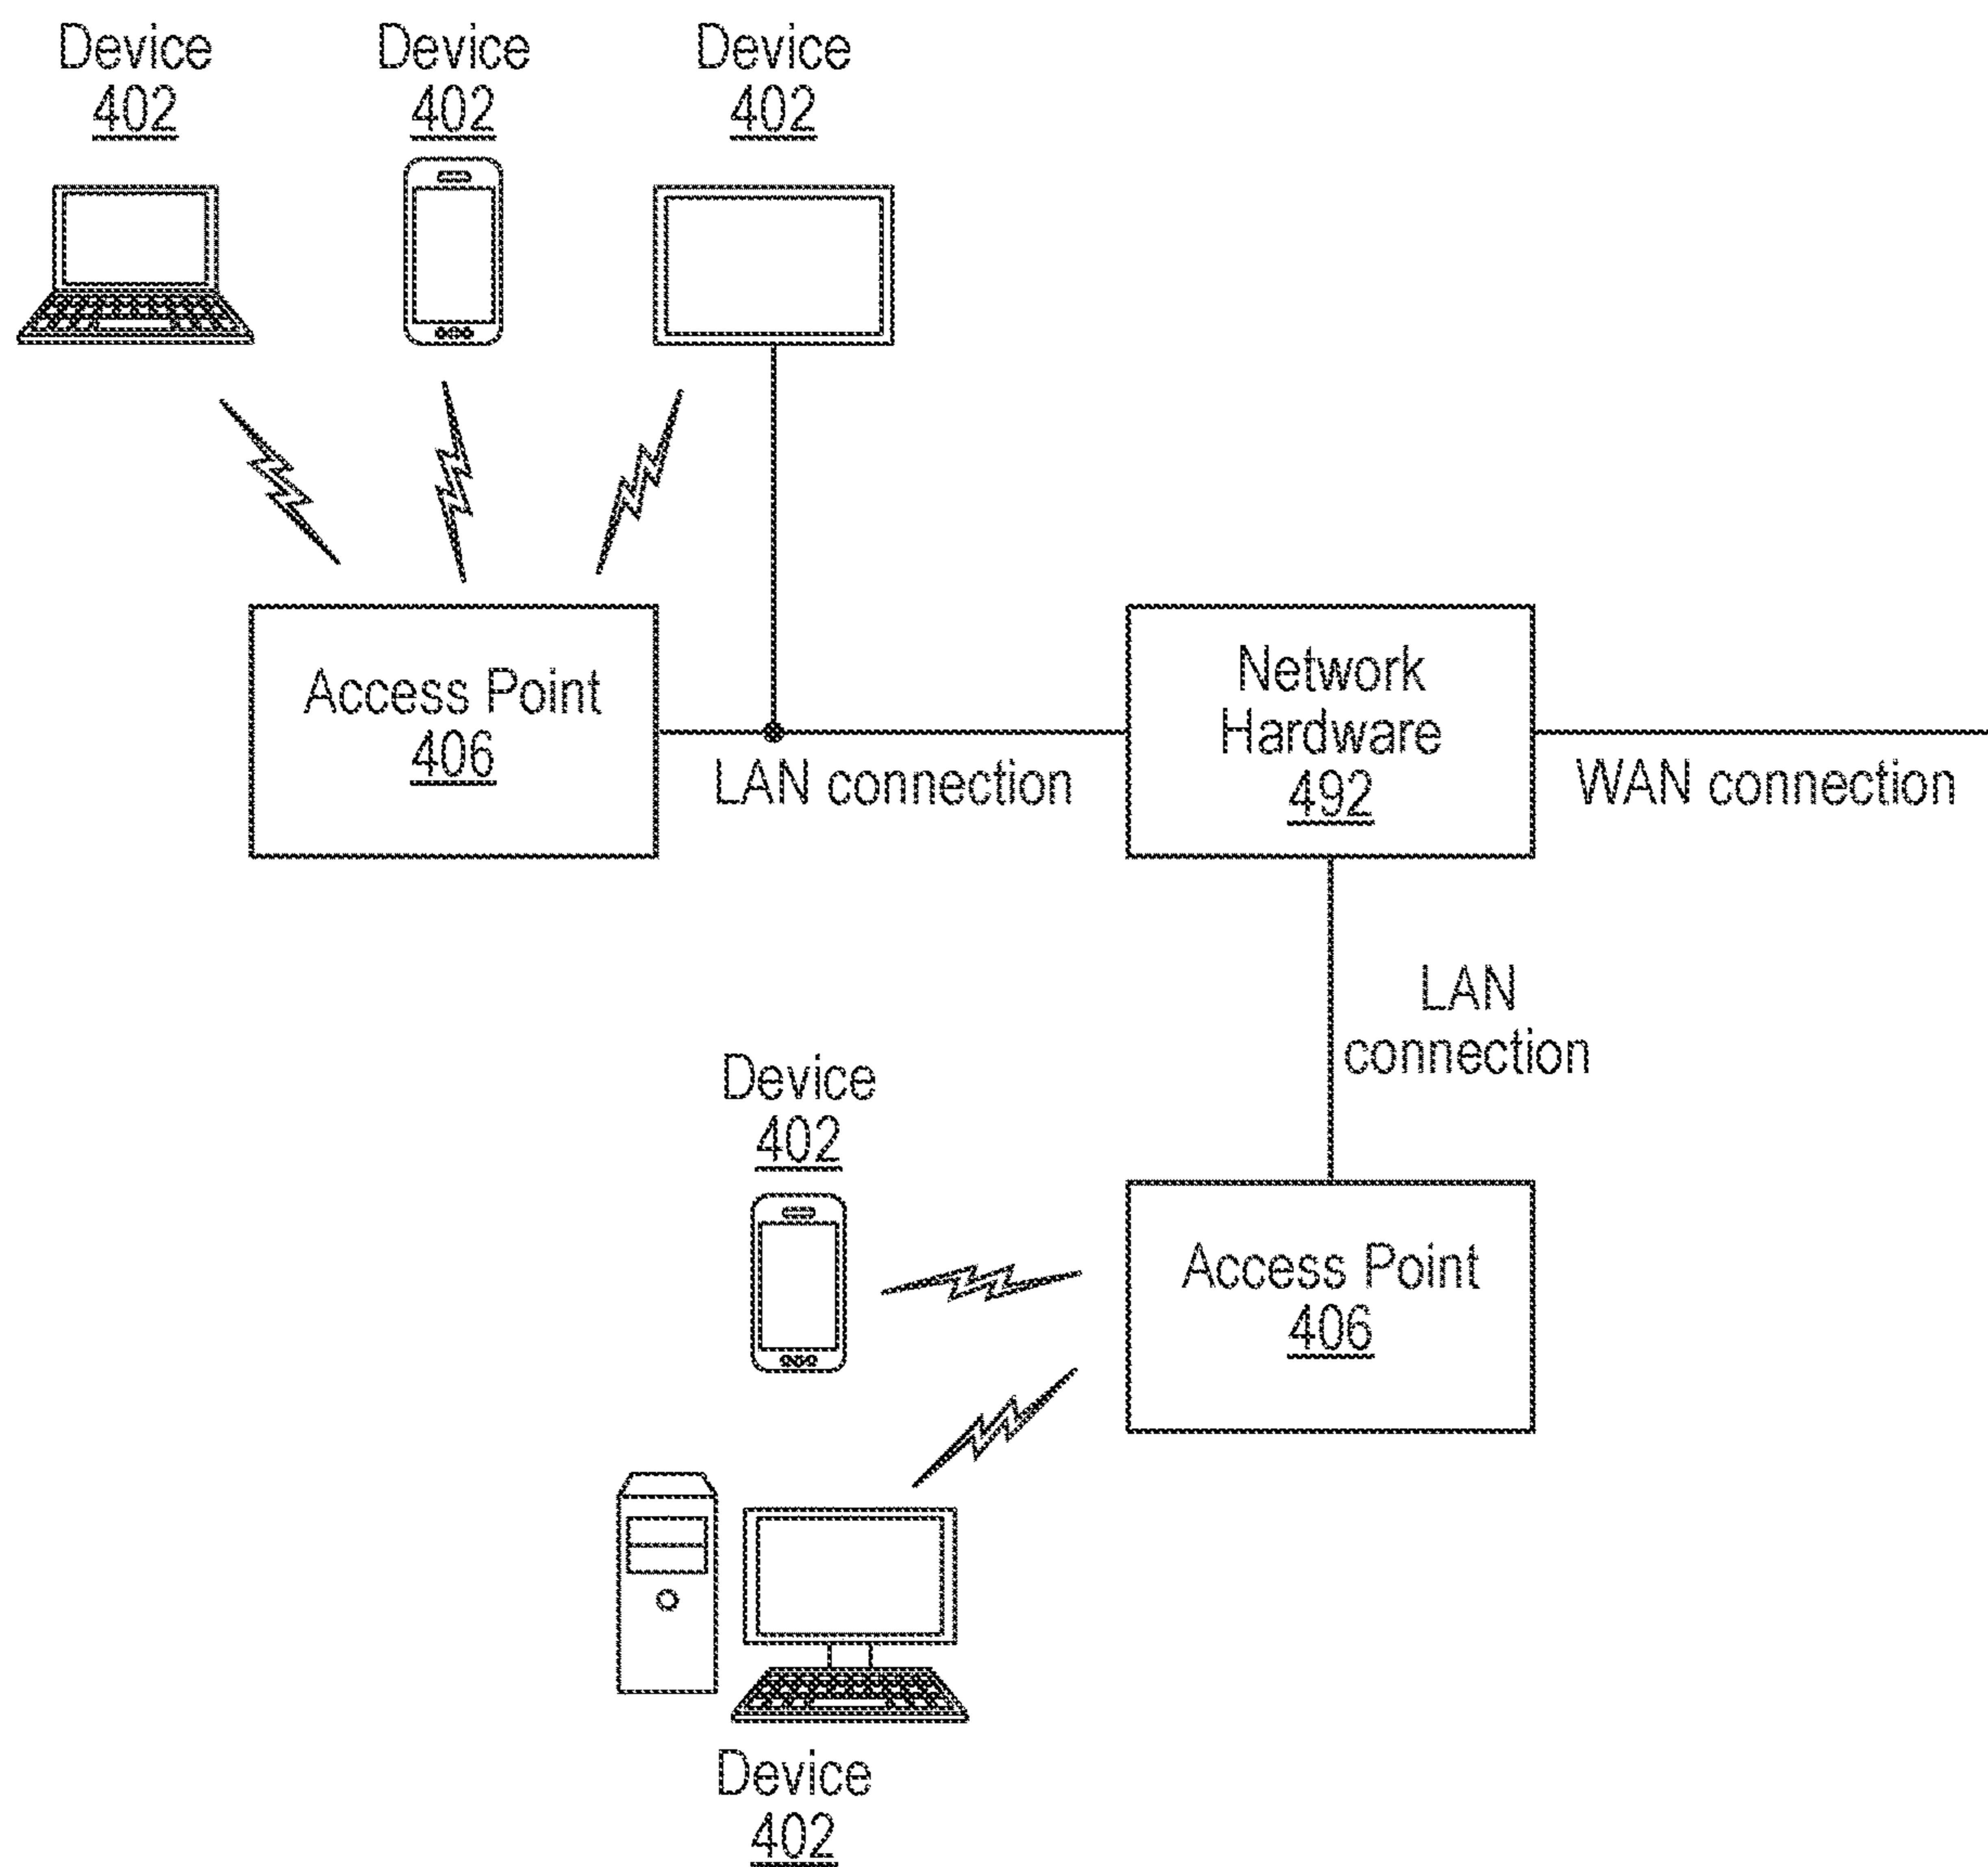 Device
402
Device
402
Device
402
Access Point
406
LAN connection
Network
Hardware
492
WAN connection
LAN
connection
Device
402
Access Point
406
Device
402